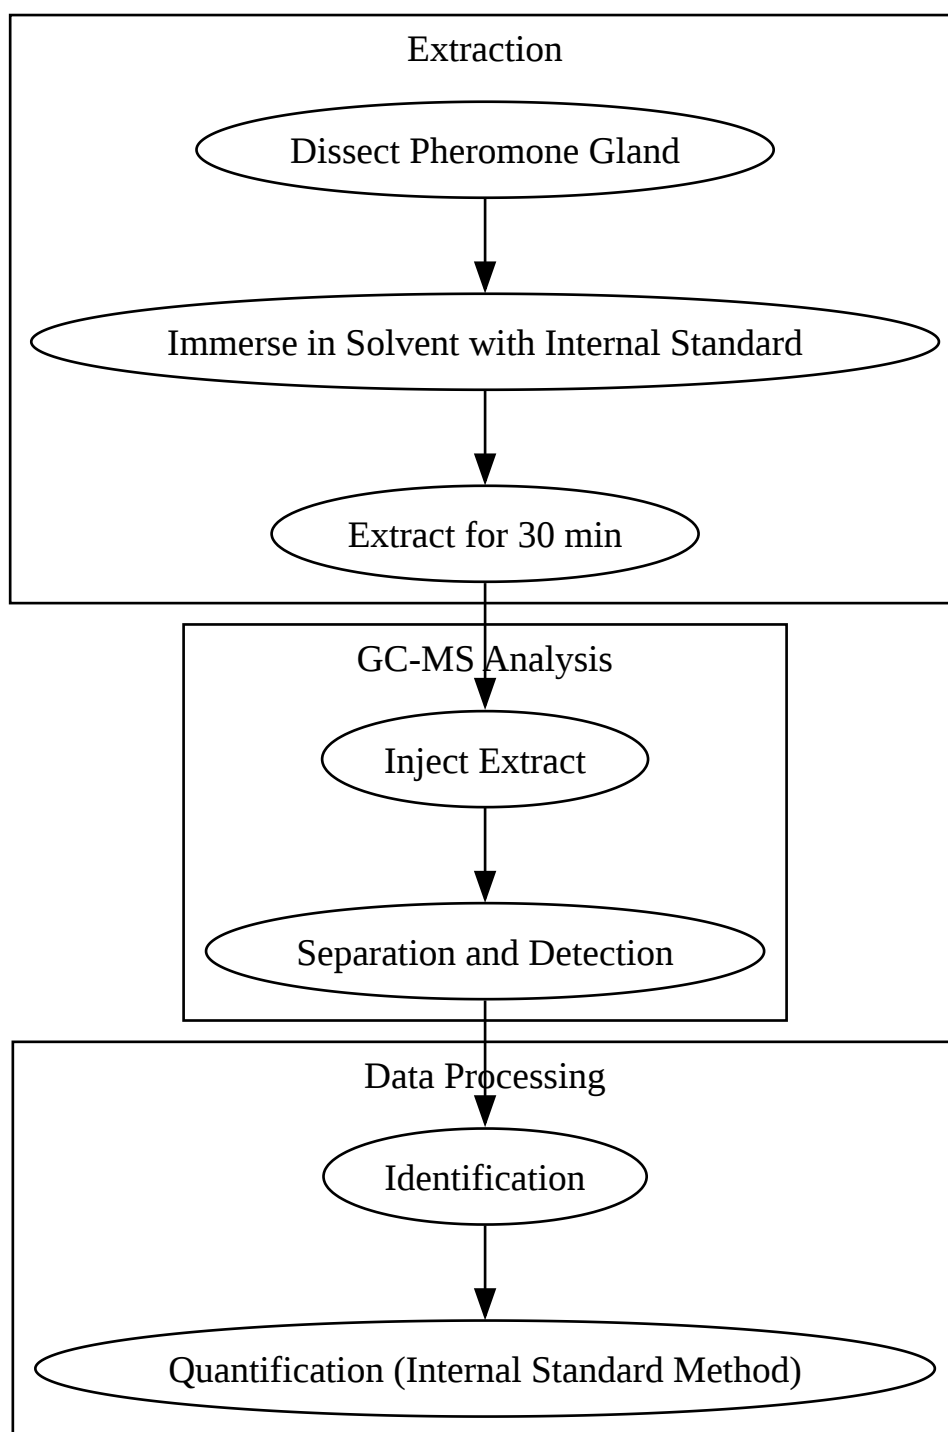 Extraction
Dissect Pheromone Gland
Immerse in Solvent with Internal Standard
Extract for 30 min
GC-MS Analysis
Inject Extract
Separation and Detection
Data Processing
Identification
Quantification (Internal Standard Method)